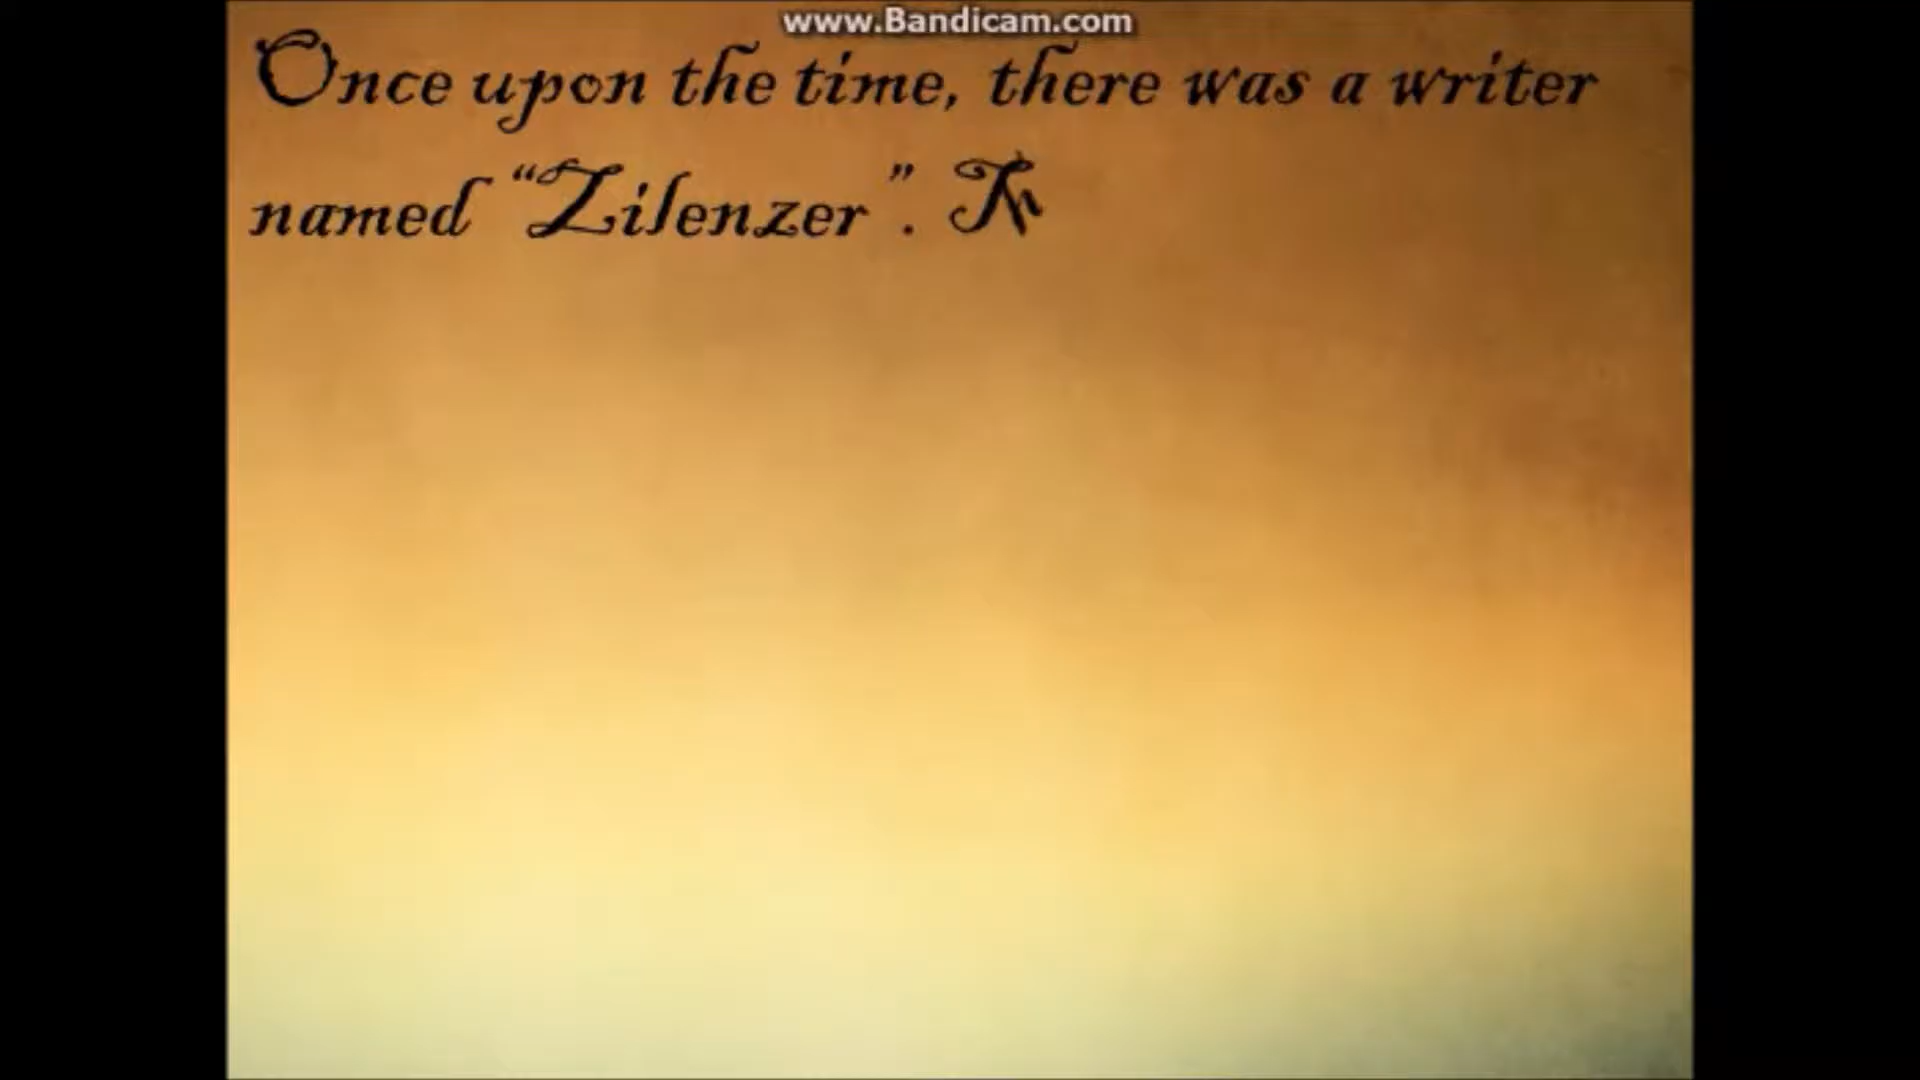 www.Bandicam.com
Once upon the time, there was a writer
named “Zilenzer”.